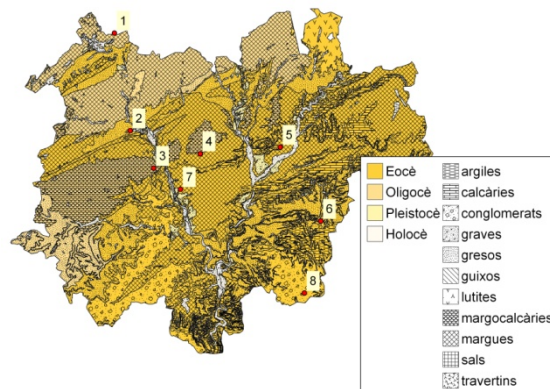 1
2
3
4
5
6
7
8
Eocè
Oligocè
Pleistocè
Holocè
argiles
calcàries
conglomerats
graves
gresos
guixos
lutites
margocalcàries
margues
sals
travertins